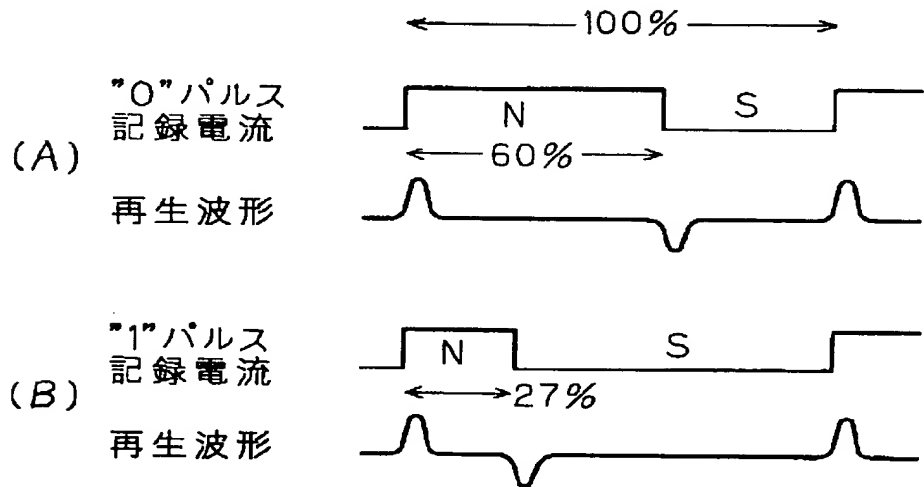 100%
"0"パルス
記録電流
N
S
(A)
60%
再生波形
"1"パルス
記録電流
N
S
(B)
27%
再生波形